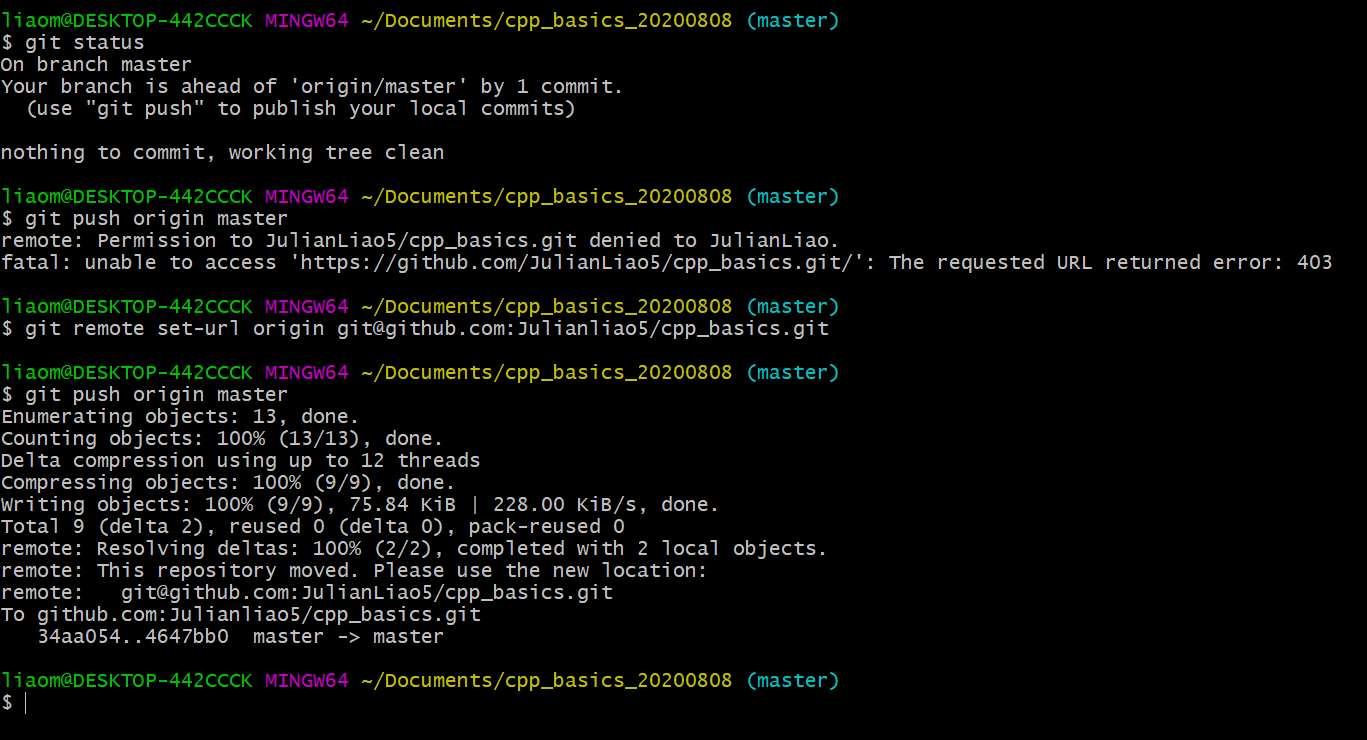 liaom@DESKTOP-442CCCK MINGW64 ~/Documents/cpp_basics_20200808 (master)
$ git status
On branch master
Your branch is ahead of 'origin/master' by 1 commit.
  (use "git push" to publish your local commits)
nothing to commit, working tree clean
liaom@DESKTOP-442CCCK MINGW64 ~/Documents/cpp_basics_20200808 (master)
$ git push origin master
remote: Permission to JulianLiao5/cpp_basics.git denied to JulianLiao.
fatal: unable to access 'https://github.com/JulianLiao5/cpp_basics.git/': The requested URL returned error: 403
liaom@DESKTOP-442CCCK MINGW64 ~/Documents/cpp_basics_20200808 (master)
$ git remote set-url origin git@github.com:Julianliao5/cpp_basics.git
liaom@DESKTOP-442CCCK MINGW64 ~/Documents/cpp_basics_20200808 (master)
$ git push origin master
Enumerating objects: 13, done.
Counting objects: 100% (13/13), done.
Delta compression using up to 12 threads
Compressing objects: 100% (9/9), done.
Writing objects: 100% (9/9), 75.84 KiB | 228.00 KiB/s, done.
Total 9 (delta 2), reused 0 (delta 0), pack-reused 0
remote: Resolving deltas: 100% (2/2), completed with 2 local objects.
remote: This repository moved. Please use the new location:
remote:   git@github.com:JulianLiao5/cpp_basics.git
To github.com:Julianliao5/cpp_basics.git
   34aa054..4647bb0  master -> master
liaom@DESKTOP-442CCCK MINGW64 ~/Documents/cpp_basics_20200808 (master)
$